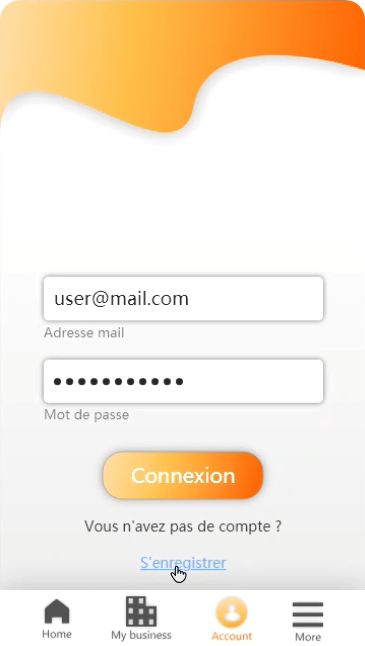 user@mail.com
Adresse mail
•••••••••••
Mot de passe
Connexion
Vous n'avez pas de compte ?
S'enregistrer
Home My business Account More